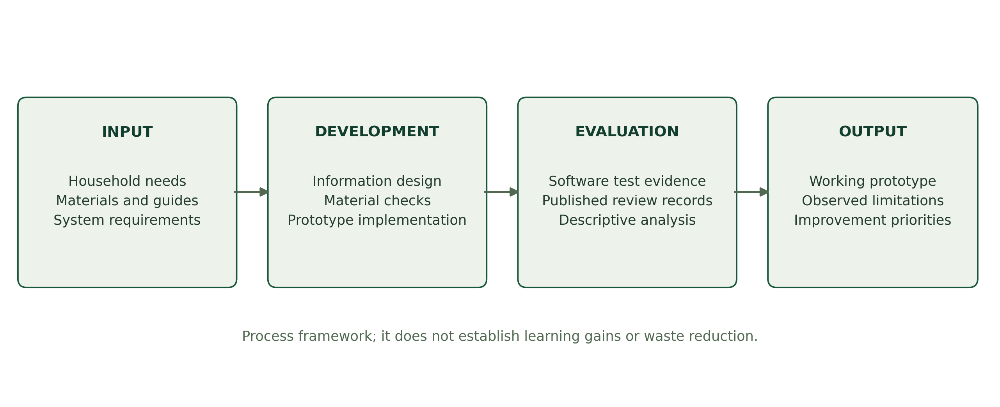 INPUT
Household needs
Materials and guides
System requirements
DEVELOPMENT
Information design
Material checks
Prototype implementation
EVALUATION
Software test evidence
Published review records
Descriptive analysis
OUTPUT
Working prototype
Observed limitations
Improvement priorities
Process framework; it does not establish learning gains or waste reduction.